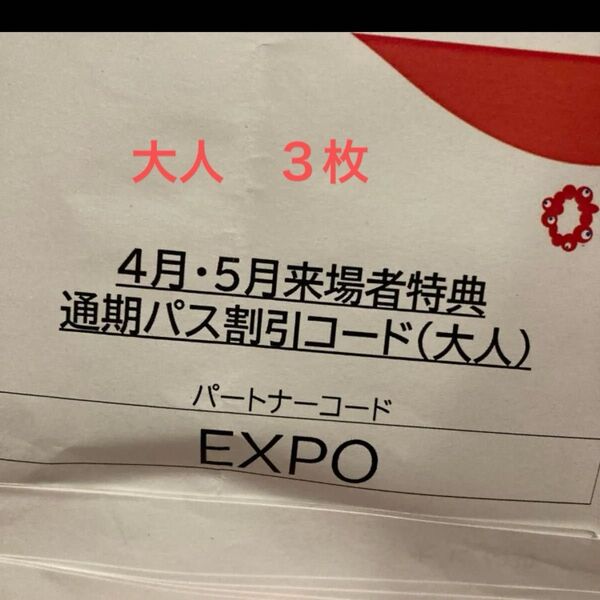 大人　3枚
4月・5月来場者特典
通期パス割引コード(大人)
パートナーコード
EXPO